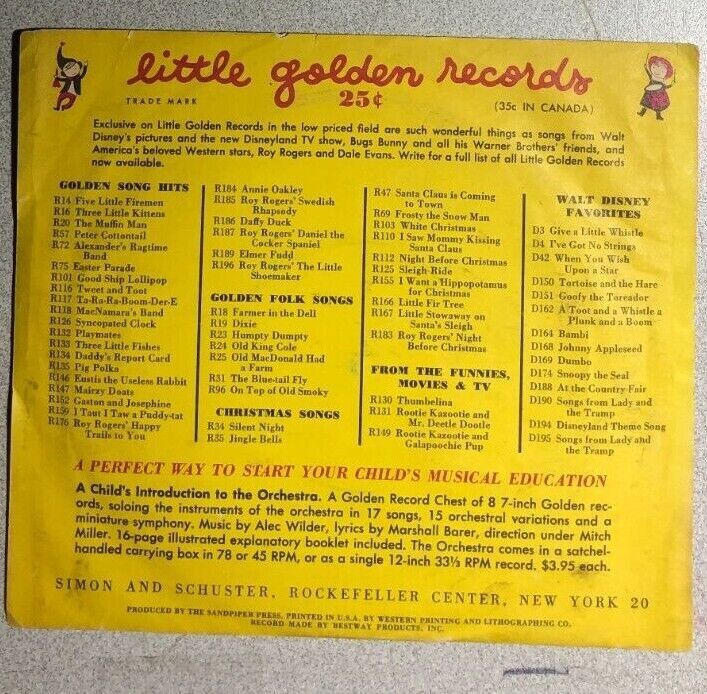 little golden records
TRADE MARK
25¢
(35c IN CANADA)
Exclusive on Little Golden Records in the low priced field are such wonderful things as songs from Walt
Disney's pictures and the new Disneyland TV show, Bugs Bunny and all his Warner Brothers' friends, and
America's beloved Western stars, Roy Rogers and Dale Evans. Write for a full list of all Little Golden Records
now available.
GOLDEN SONG HITS
R14 Five Little Firemen
R16 Three Little Kittens
R20 The Muffin Man
R57 Peter Cottontail
R72 Alexander's Ragtime
Band
R75 Easter Parade
R101 Good Ship Lollipop
R116 Tweet and Toot
R117 Ta-Ra-Ra-Boom-Der-E
R118 MacNamara's Band
R126 Syncopated Clock
R132 Playmates
R133 Three Little Fishes
R134 Daddy's Report Card
R135 Pig Polka
R146 Eustis the Useless Rabbit
R147 Mairzy Doats
R152 Gaston and Josephine
R159 I Taut I Taw a Puddy-tat
R176 Roy Rogers' Happy
Trails to You
R184 Annie Oakley
R185 Roy Rogers' Swedish
Rhapsody
R186 Daffy Duck
R187 Roy Rogers' Daniel the
Cocker Spaniel
R189 Elmer Fudd
R196 Roy Rogers' The Little
Shoemaker
GOLDEN FOLK SONGS
R18 Farmer in the Dell
R19 Dixie
R23 Humpty Dumpty
R24 Old King Cole
R25 Old MacDonald Had
a Farm
R31 The Blue-tail Fly
R96 On Top of Old Smoky
CHRISTMAS SONGS
R34 Silent Night
R35 Jingle Bells
R47 Santa Claus is Coming
to Town
R69 Frosty the Snow Man
R103 White Christmas
R110 I Saw Mommy Kissing
Santa Claus
R112 Night Before Christmas
R125 Sleigh-Ride
R155 I Want a Hippopotamus
for Christmas
R166 Little Fir Tree
R167 Little Stowaway on
Santa's Sleigh
R183 Roy Rogers' Night
Before Christmas
FROM THE FUNNIES,
MOVIES & TV
R130 Thumbelina
R131 Rootie Kazootie and
Mr. Deetle Dootle
R149 Rootie Kazootie and
Galapoochie Pup
WALT DISNEY
FAVORITES
D3 Give a Little Whistle
D4 I've Got No Strings
D42 When You Wish
Upon a Star
D150 Tortoise and the Hare
D151 Goofy the Toreador
D162 A Toot and a Whistle a
Plunk and a Boom
D164 Bambi
D168 Johnny Appleseed
D169 Dumbo
D174 Snoopy the Seal
D188 At the Country Fair
D190 Songs from Lady and
the Tramp
D194 Disneyland Theme Song
D195 Songs from Lady and
the Tramp
A PERFECT WAY TO START YOUR CHILD'S MUSICAL EDUCATION
A Child's Introduction to the Orchestra. A Golden Record Chest of 8 7-inch Golden rec-
ords, soloing the instruments of the orchestra in 17 songs, 15 orchestral variations and a
miniature symphony. Music by Alec Wilder, lyrics by Marshall Barer, direction under Mitch
Miller. 16-page illustrated explanatory booklet included. The Orchestra comes in a satchel-
handled carrying box in 78 or 45 RPM, or as a single 12-inch 33⅓ RPM record. $3.95 each.
SIMON AND SCHUSTER, ROCKEFELLER CENTER, NEW YORK 20
PRODUCED BY THE SANDPIPER PRESS, PRINTED IN U.S.A. BY WESTERN PRINTING AND LITHOGRAPHING CO.
RECORD MADE BY BESTWAY PRODUCTS, INC.